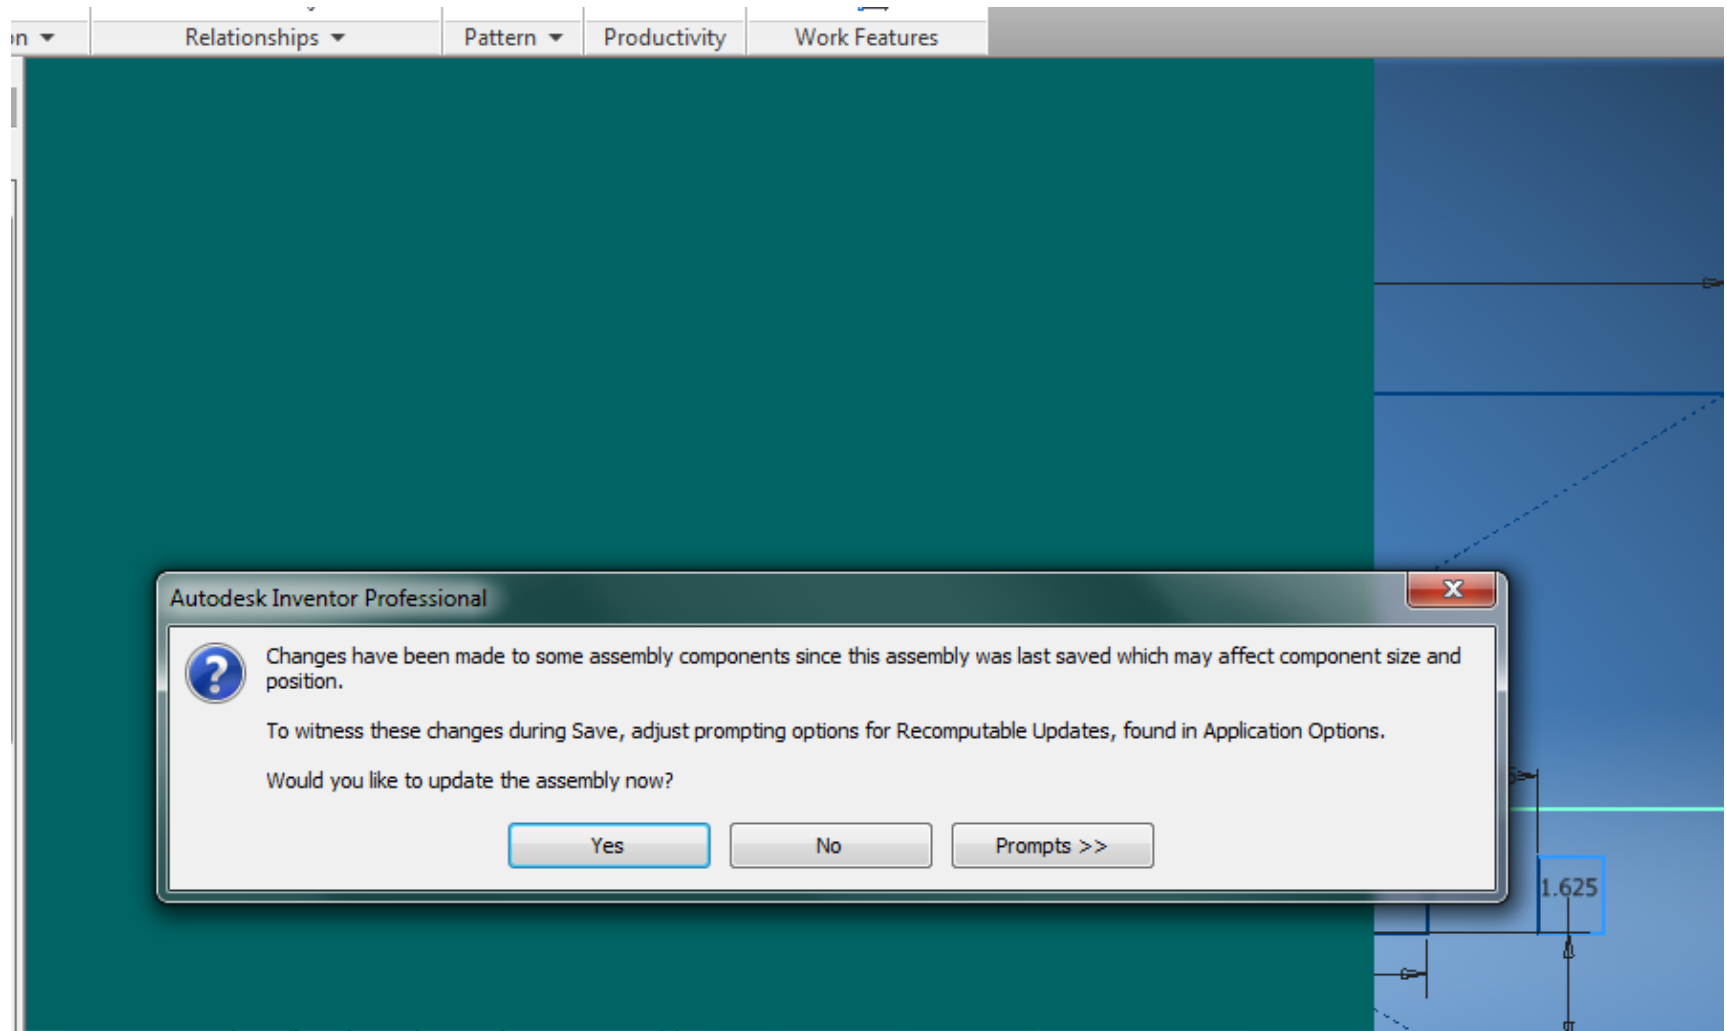 Relationships
Pattern
Productivity
Work Features
Autodesk Inventor Professional
Changes have been made to some assembly components since this assembly was last saved which may affect component size and
position.
To witness these changes during Save, adjust prompting options for Recomputable Updates, found in Application Options.
Would you like to update the assembly now?
Yes
No
Prompts >>
1.625